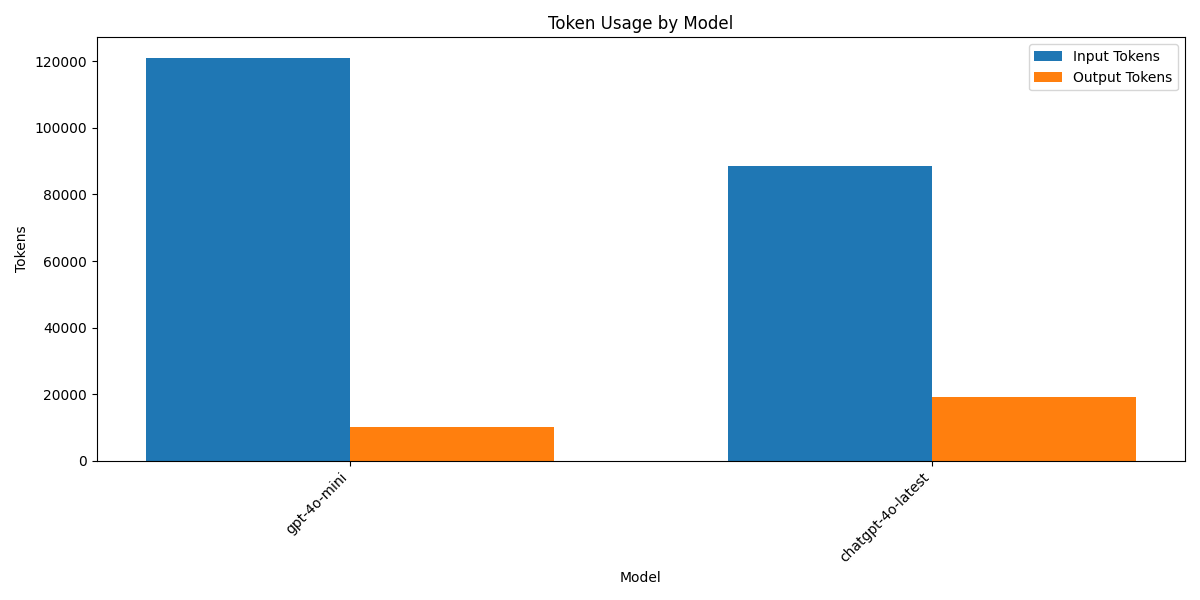 Token Usage by Model
Input Tokens
Output Tokens
120000
100000
80000
60000
40000
20000
0
Tokens
gpt-4o-mini
chatgpt-4o-latest
Model